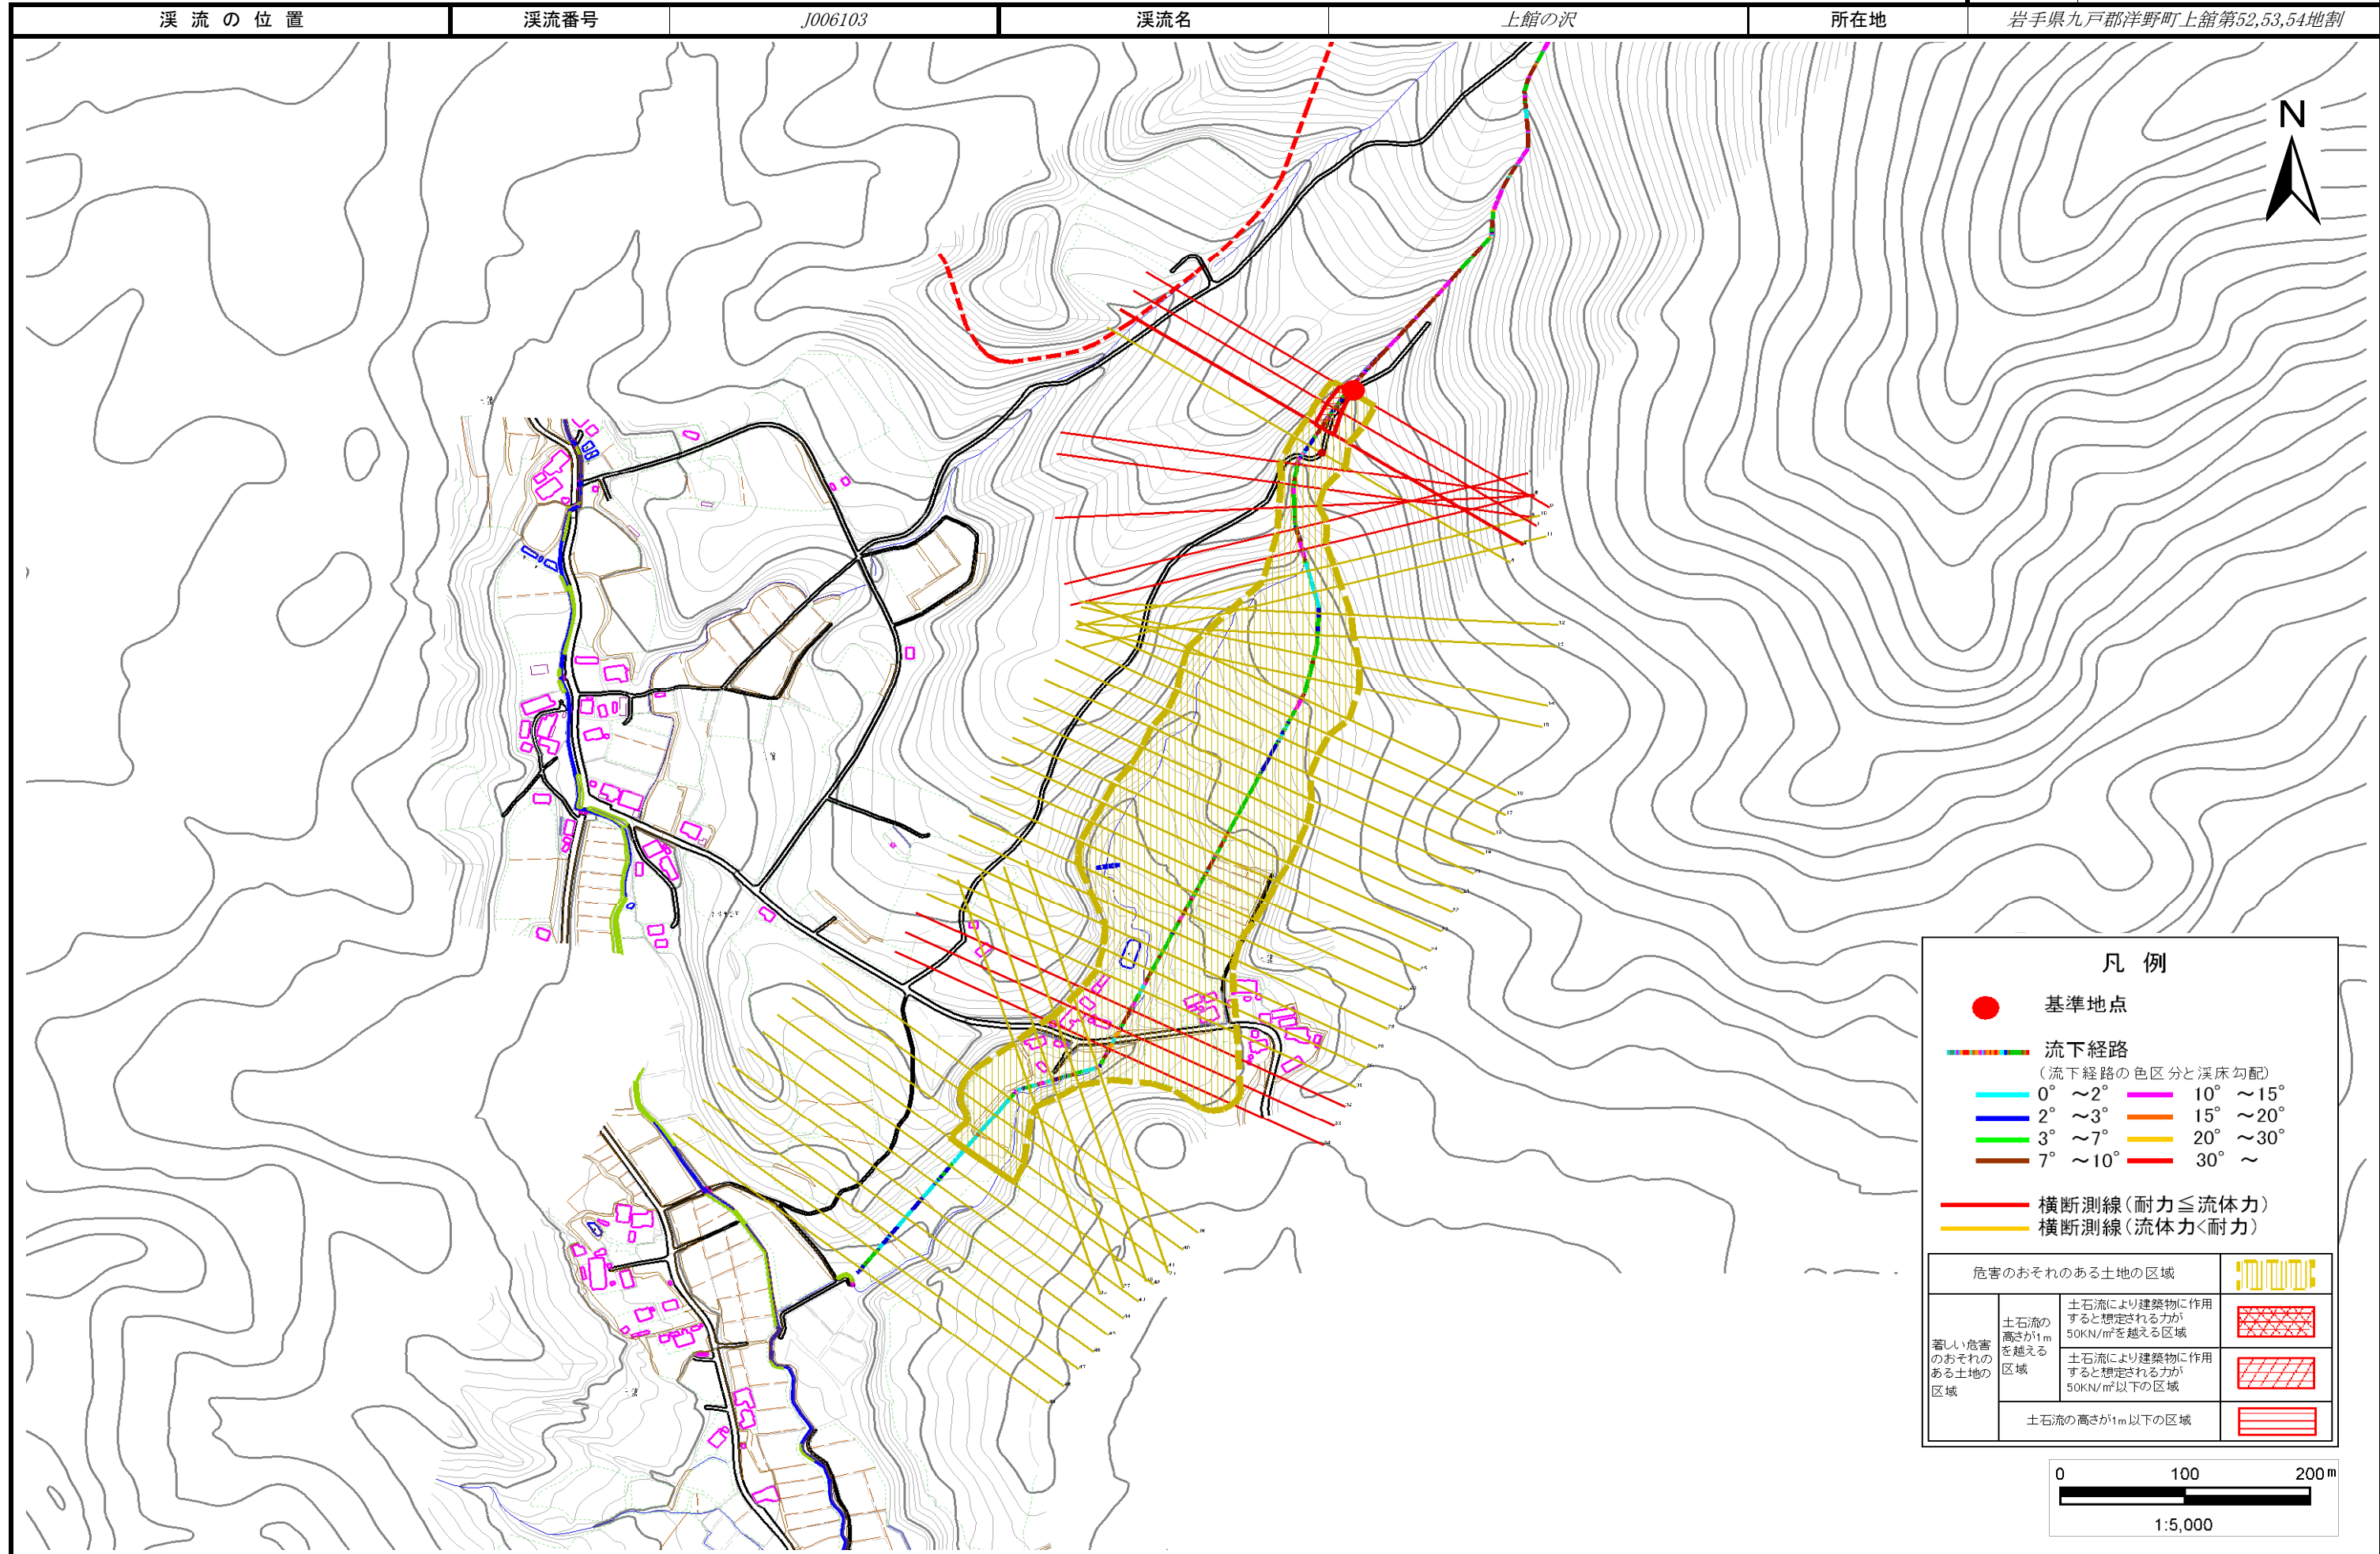 渓流の位置
渓流番号
J006103
渓流名
上館の沢
所在地
岩手県九戸郡洋野町上舘第52,53,54地割
N
凡例
基準地点
流下経路
(流下経路の色区分と渓床勾配)
0° ～2° 10° ～15°
2° ～3° 15° ～20°
3° ～7° 20° ～30°
7° ～10° 30° ～
横断測線(耐力≦流体力)
横断測線(流体力<耐力)
危害のおそれのある土地の区域
著しい危害
のおそれの
ある土地の
区域
土石流の
高さが1m
を越える
区域
土石流により建築物に作用
すると想定される力が
50KN/㎡を越える区域
土石流により建築物に作用
すると想定される力が
50KN/㎡以下の区域
土石流の高さが1m以下の区域
0 100 200m
1:5,000